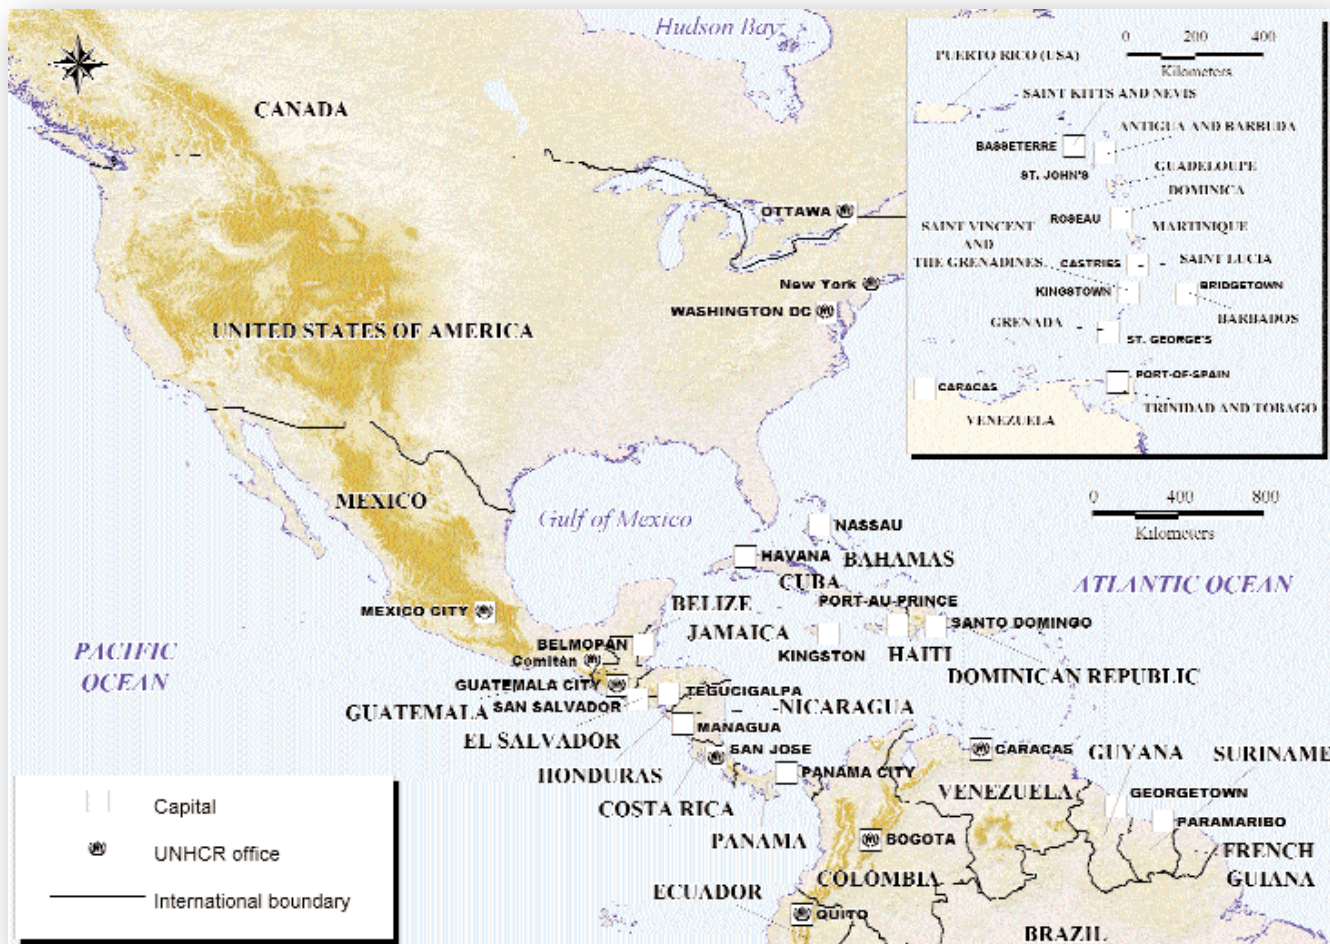 Hudson Bay
CANADA
OTTAWA
New York
WASHINGTON DC
UNITED STATES OF AMERICA
MEXICO
Gulf of Mexico
NASSAU
BAHAMAS
HAVANA
CUBA
ATLANTIC OCEAN
MEXICO CITY
PACIFIC
OCEAN
BELIZE
BELMOPAN
Comitán
JAMAICA
KINGSTON
PORT-AU-PRINCE
HAITI
SANTO DOMINGO
DOMINICAN REPUBLIC
GUATEMALA CITY
GUATEMALA
SAN SALVADOR
EL SALVADOR
TEGUCIGALPA
HONDURAS
NICARAGUA
MANAGUA
SAN JOSE
COSTA RICA
PANAMA CITY
PANAMA
CARACAS
VENEZUELA
GUYANA
GEORGETOWN
SURINAME
PARAMARIBO
FRENCH
GUIANA
BOGOTA
COLOMBIA
ECUADOR
QUITO
BRAZIL
0 400 800
Kilometers
0 200 400
Kilometers
PUERTO RICO (USA)
SAINT KITTS AND NEVIS
BASSETERRE
ANTIGUA AND BARBUDA
ST. JOHN'S
GUADELOUPE
DOMINICA
ROSEAU
MARTINIQUE
SAINT VINCENT
AND
THE GRENADINES
CASTRIES
SAINT LUCIA
KINGSTOWN
BRIDGETOWN
BARBADOS
GRENADA
ST. GEORGE'S
PORT-OF-SPAIN
TRINIDAD AND TOBAGO
CARACAS
VENEZUELA
Capital
UNHCR office
International boundary